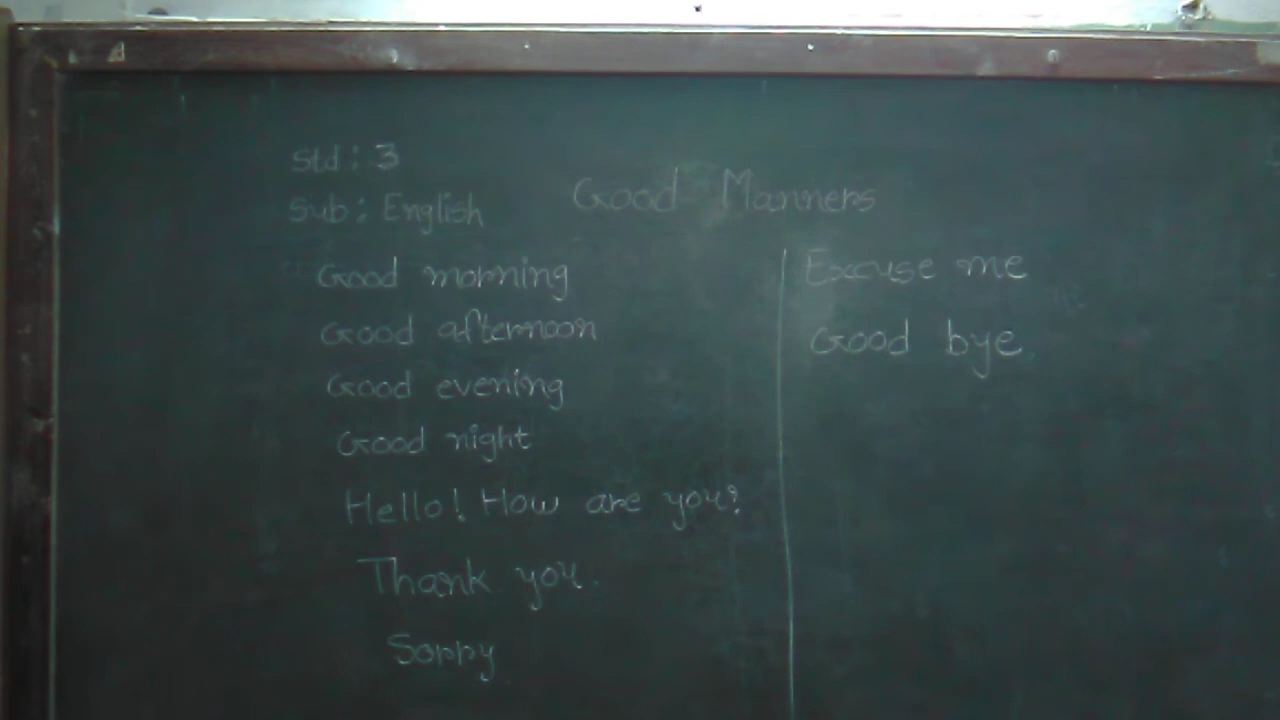 Std : 3
Sub : English
Good Manners
Good morning
Good afternoon
Good evening
Good night
Hello! How are you?
Thank you.
Sorry
Excuse me
Good bye